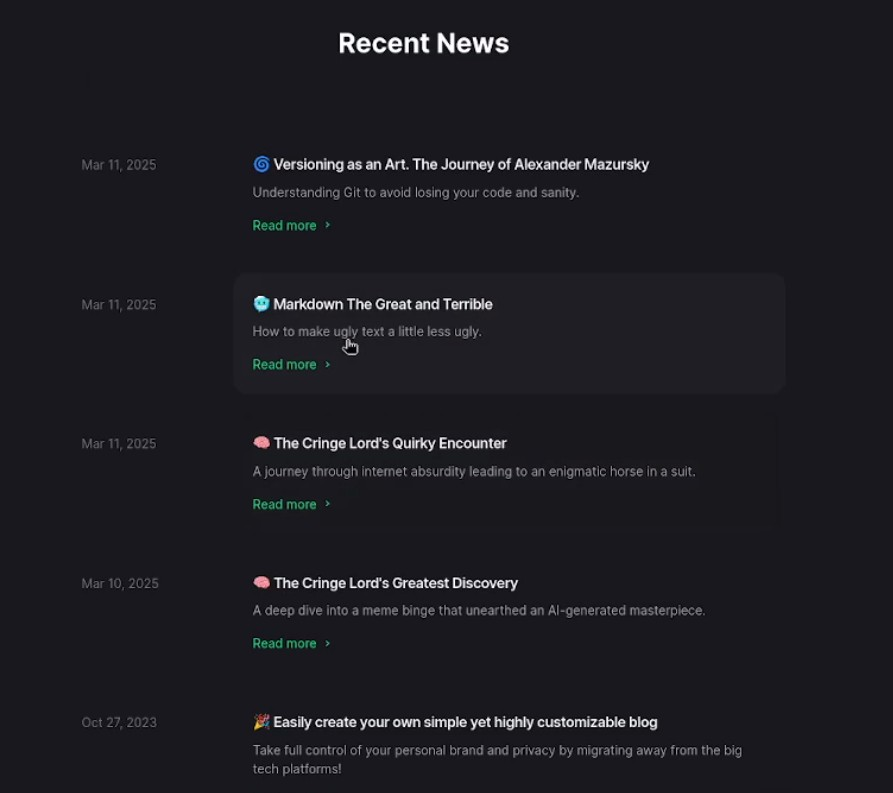 Recent News
Mar 11, 2025
🌀 Versioning as an Art. The Journey of Alexander Mazursky
Understanding Git to avoid losing your code and sanity.
Read more ›
Mar 11, 2025
Markdown The Great and Terrible
How to make ugly text a little less ugly.
Read more ›
Mar 11, 2025
🧠 The Cringe Lord's Quirky Encounter
A journey through internet absurdity leading to an enigmatic horse in a suit.
Read more ›
Mar 10, 2025
🧠 The Cringe Lord's Greatest Discovery
A deep dive into a meme binge that unearthed an AI-generated masterpiece.
Read more ›
Oct 27, 2023
🎉 Easily create your own simple yet highly customizable blog
Take full control of your personal brand and privacy by migrating away from the big
tech platforms!